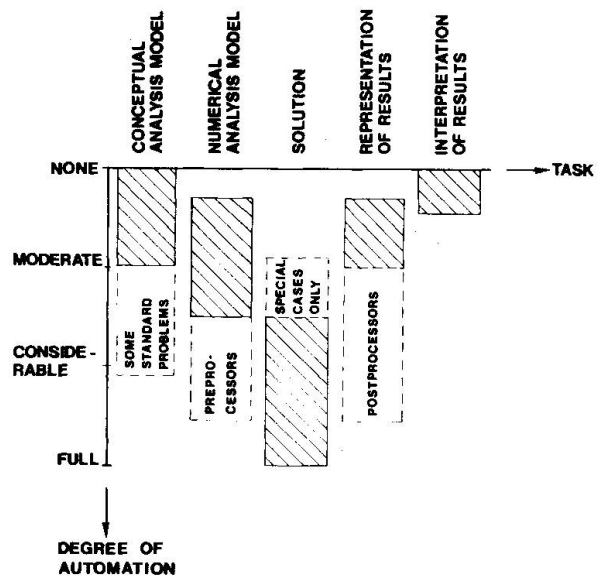 CONCEPTUAL
ANALYSIS MODEL
NUMERICAL
ANALYSIS MODEL
SOLUTION
REPRESENTATION
OF RESULTS
INTERPRETATION
OF RESULTS
NONE
TASK
MODERATE
SPECIAL
CASES
ONLY
SOME
STANDARD
PROBLEMS
CONSIDE-
RABLE
PREPRO-
CESSORS
POSTPROCESSORS
FULL
DEGREE OF
AUTOMATION